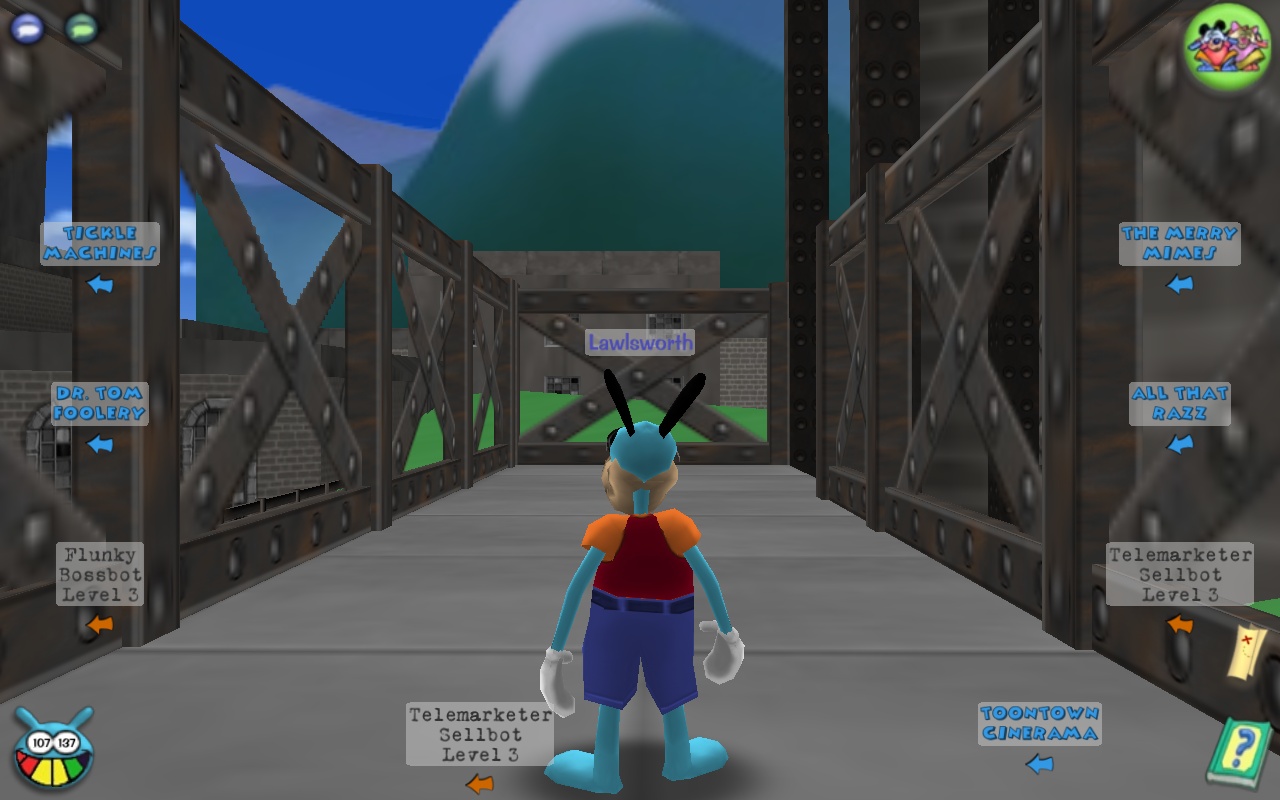 TICKLE
MACHINES
THE MERRY
MIMES
Lawlsworth
DR. TOM
FOOLERY
ALL THAT
RAZZ
Flunky
Bossbot
Level 3
Telemarketer
Sellbot
Level 3
Telemarketer
Sellbot
Level 3
TOONTOWN
CINERAMA
107 137
?